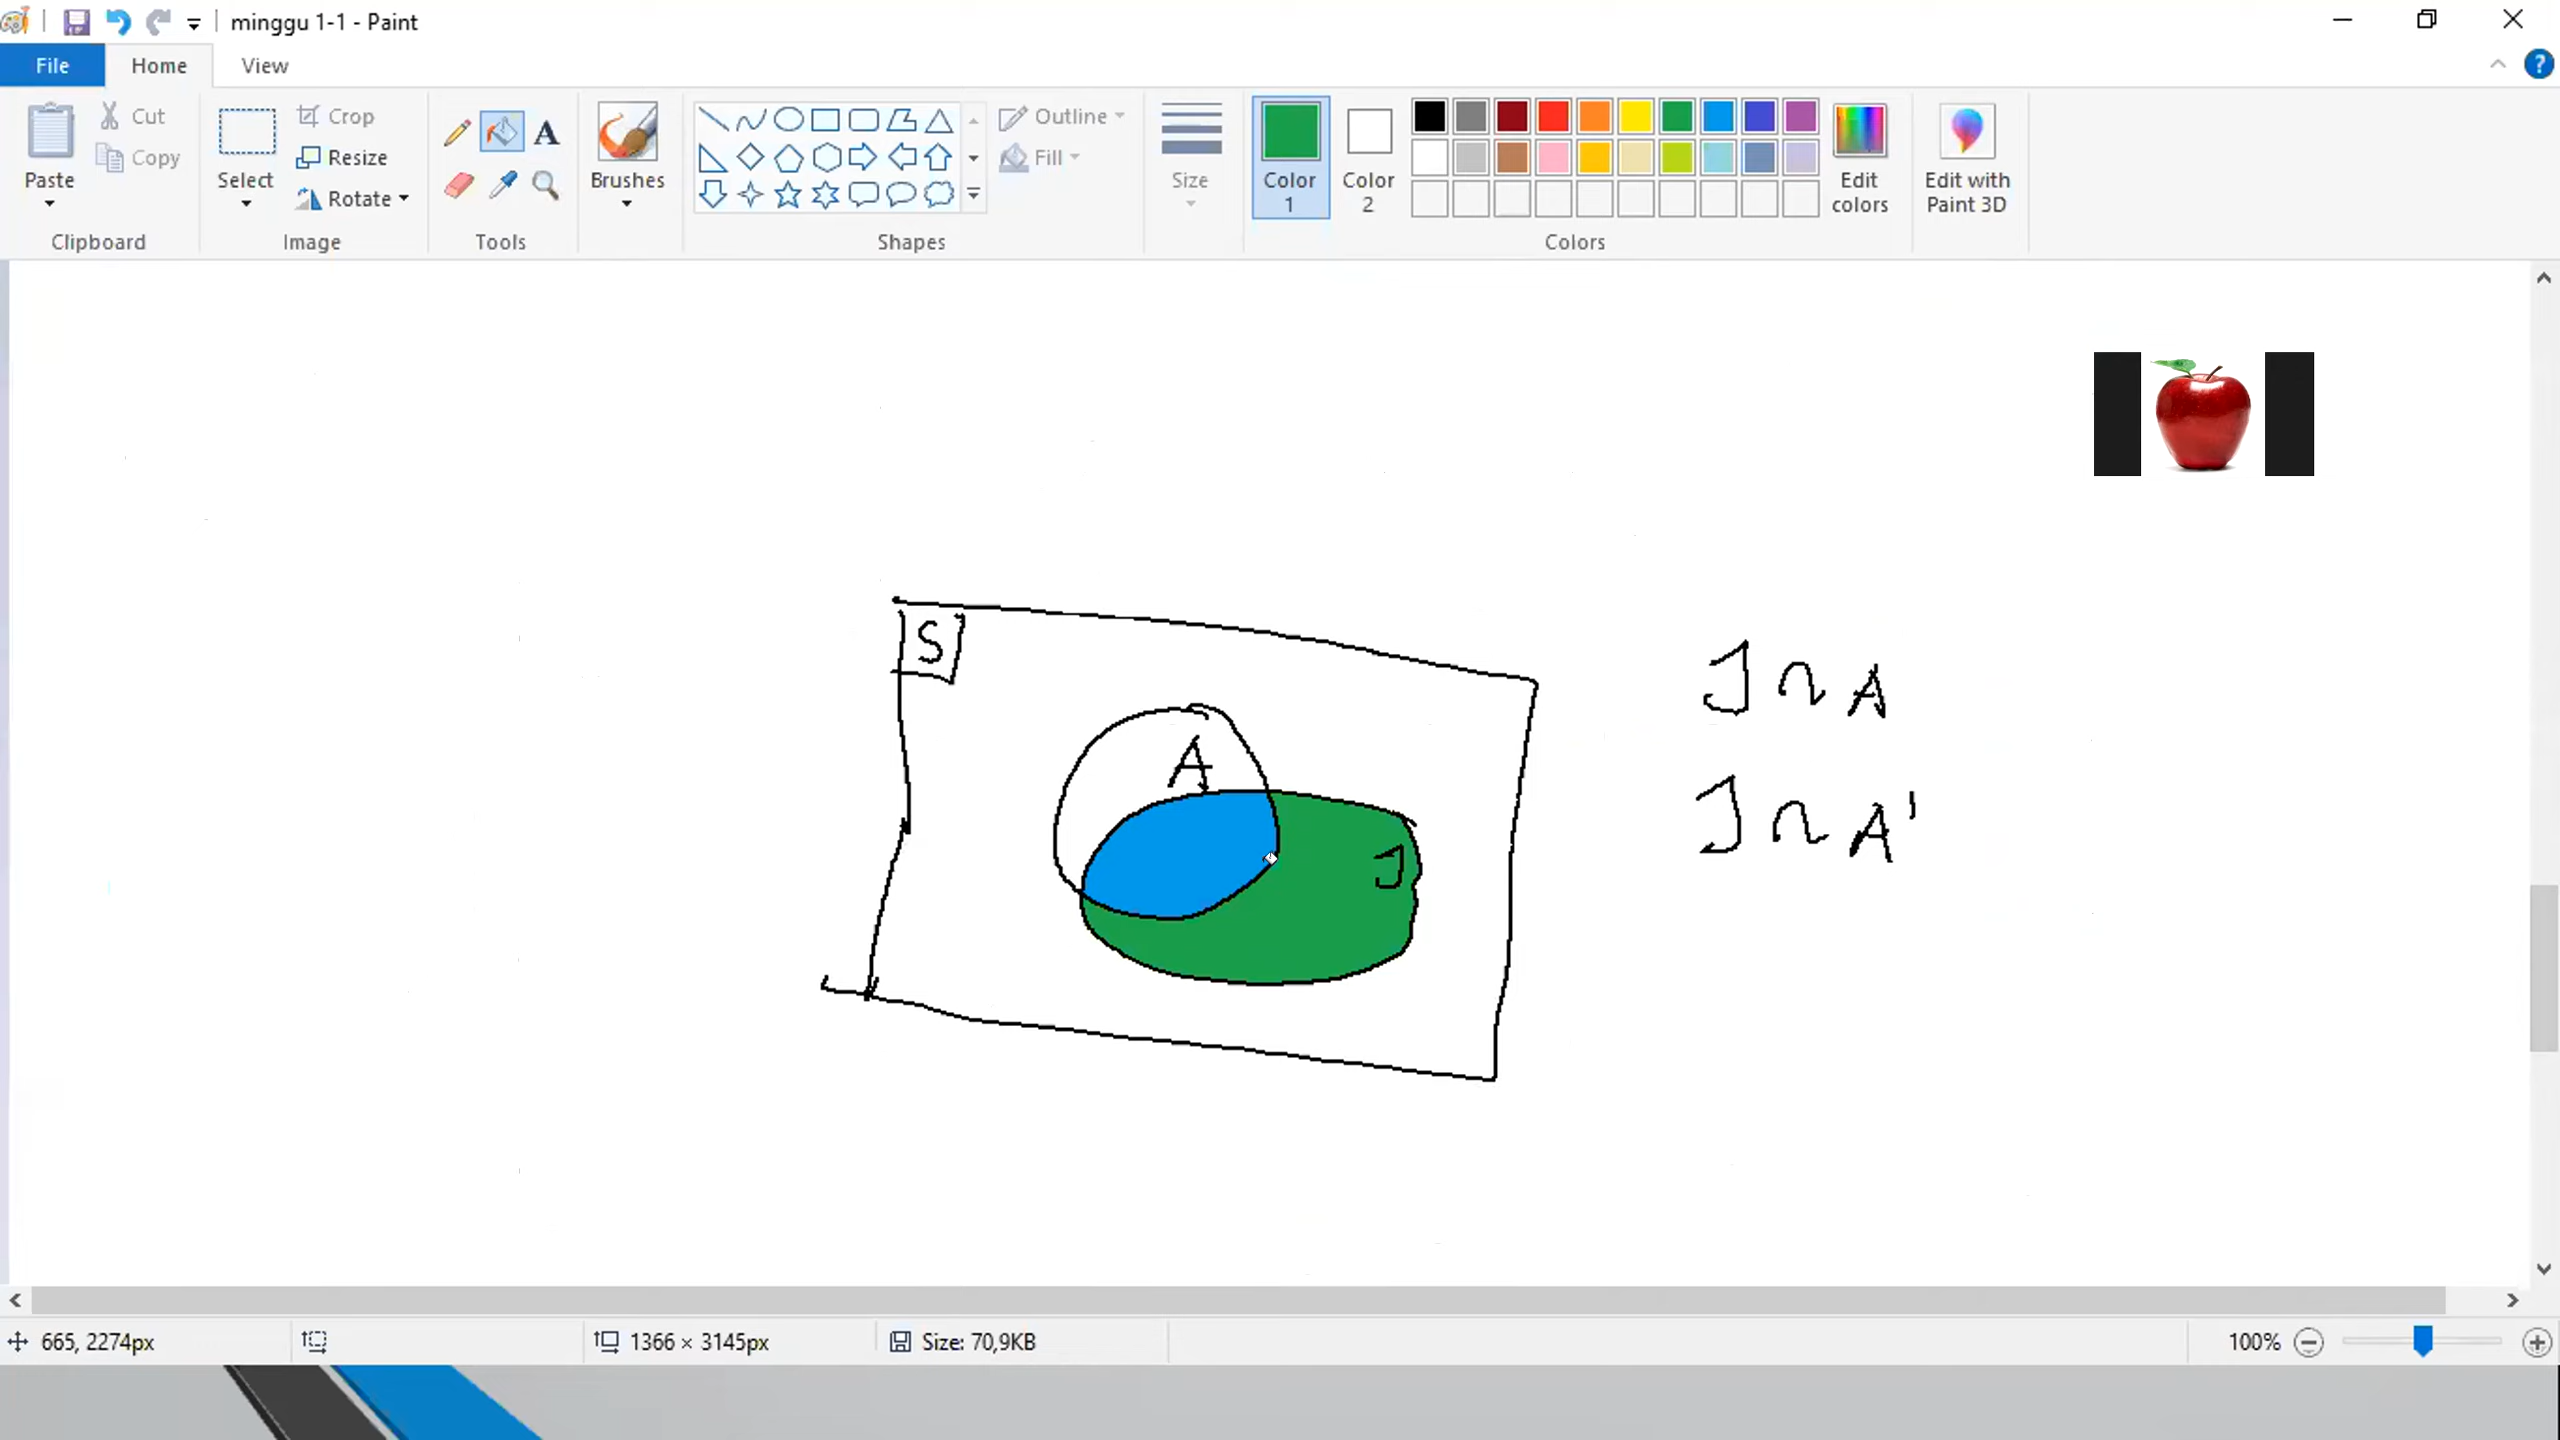 minggu 1-1 - Paint
File Home View
Paste
Cut
Copy
Clipboard
Select
Crop
Resize
Rotate
Image
A
Tools
Brushes
Shapes
Outline
Fill
Size
Color 1
Color 2
Colors
Edit colors
Edit with Paint 3D
?
S
A
J
J ∩ A
J ∩ A'
665, 2274px
1366 × 3145px
Size: 70,9KB
100%